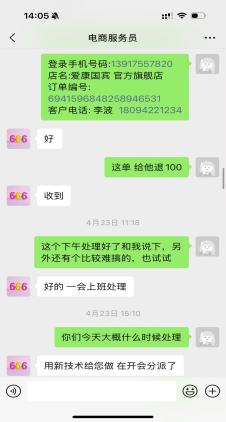 14:05
电商服务员
登录手机号码:13917557820
店名:爱康国宾 官方旗舰店
订单编号:
6941596848258946531
客户电话: 李波 18094221234
666
好
这单 给他退100
666
收到
4月23日 11:18
这个下午处理好了和我说下，另
外还有个比较难搞的，也试试
666
好的 一会上班处理
4月23日 15:10
你们今天大概什么时候处理
666
用新技术给您做 在开会分派了